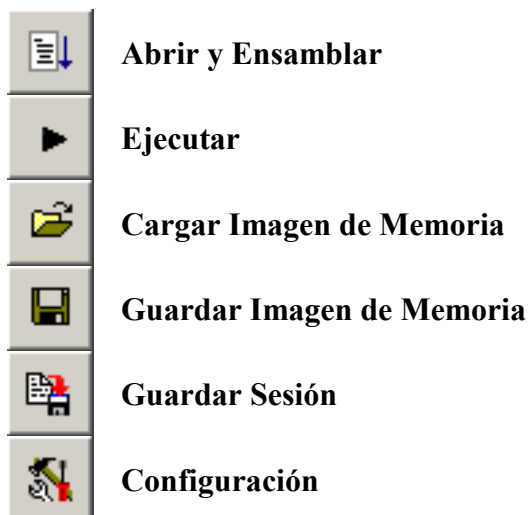 Abrir y Ensamblar
Ejecutar
Cargar Imagen de Memoria
Guardar Imagen de Memoria
Guardar Sesión
Configuración